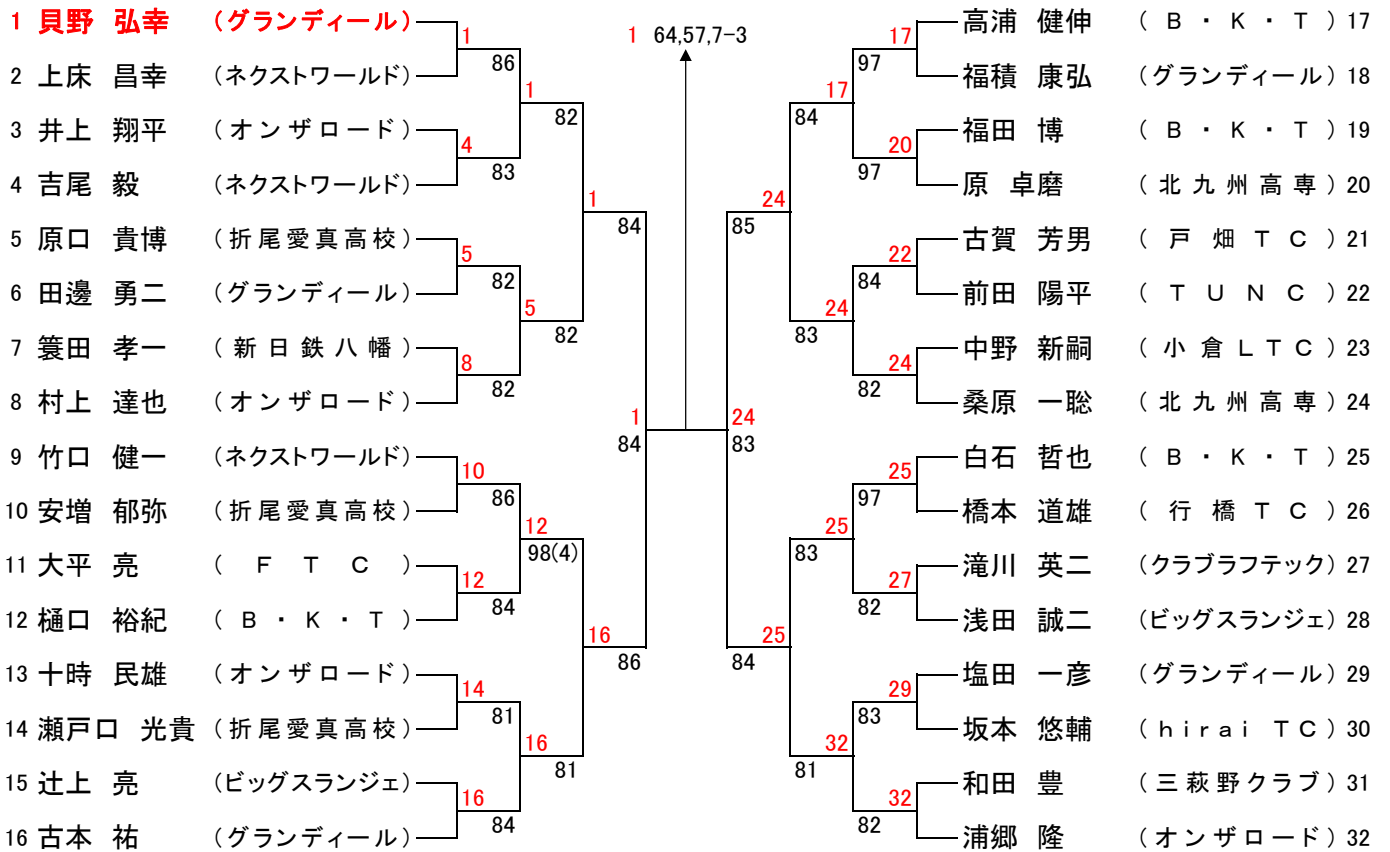 1 貝野 弘幸 (グランディール)
2 上床 昌幸 (ネクストワールド)
3 井上 翔平 (オンザロード)
4 吉尾 毅 (ネクストワールド)
5 原口 貴博 (折尾愛真高校)
6 田邊 勇二 (グランディール)
7 簑田 孝一 (新日鉄八幡)
8 村上 達也 (オンザロード)
9 竹口 健一 (ネクストワールド)
10 安増 郁弥 (折尾愛真高校)
11 大平 亮 (FTC)
12 樋口 裕紀 (B・K・T)
13 十時 民雄 (オンザロード)
14 瀬戸口 光貴 (折尾愛真高校)
15 辻上 亮 (ビッグスランジェ)
16 古本 祐 (グランディール)
1
86
4
83
5
82
8
82
10
86
12
84
14
81
16
84
1
82
5
82
12
98(4)
16
81
1
84
16
86
1
84
1 64,57,7-3
24
83
24
85
25
84
17
84
24
83
25
83
32
81
17
97
20
97
22
84
24
82
25
97
27
82
29
83
32
82
高浦 健伸 (B・K・T) 17
福積 康弘 (グランディール) 18
福田 博 (B・K・T) 19
原 卓磨 (北九州高専) 20
古賀 芳男 (戸畑TC) 21
前田 陽平 (TUNC) 22
中野 新嗣 (小倉LTC) 23
桑原 一聡 (北九州高専) 24
白石 哲也 (B・K・T) 25
橋本 道雄 (行橋TC) 26
滝川 英二 (クラブラフテック) 27
浅田 誠二 (ビッグスランジェ) 28
塩田 一彦 (グランディール) 29
坂本 悠輔 (hirai TC) 30
和田 豊 (三萩野クラブ) 31
浦郷 隆 (オンザロード) 32